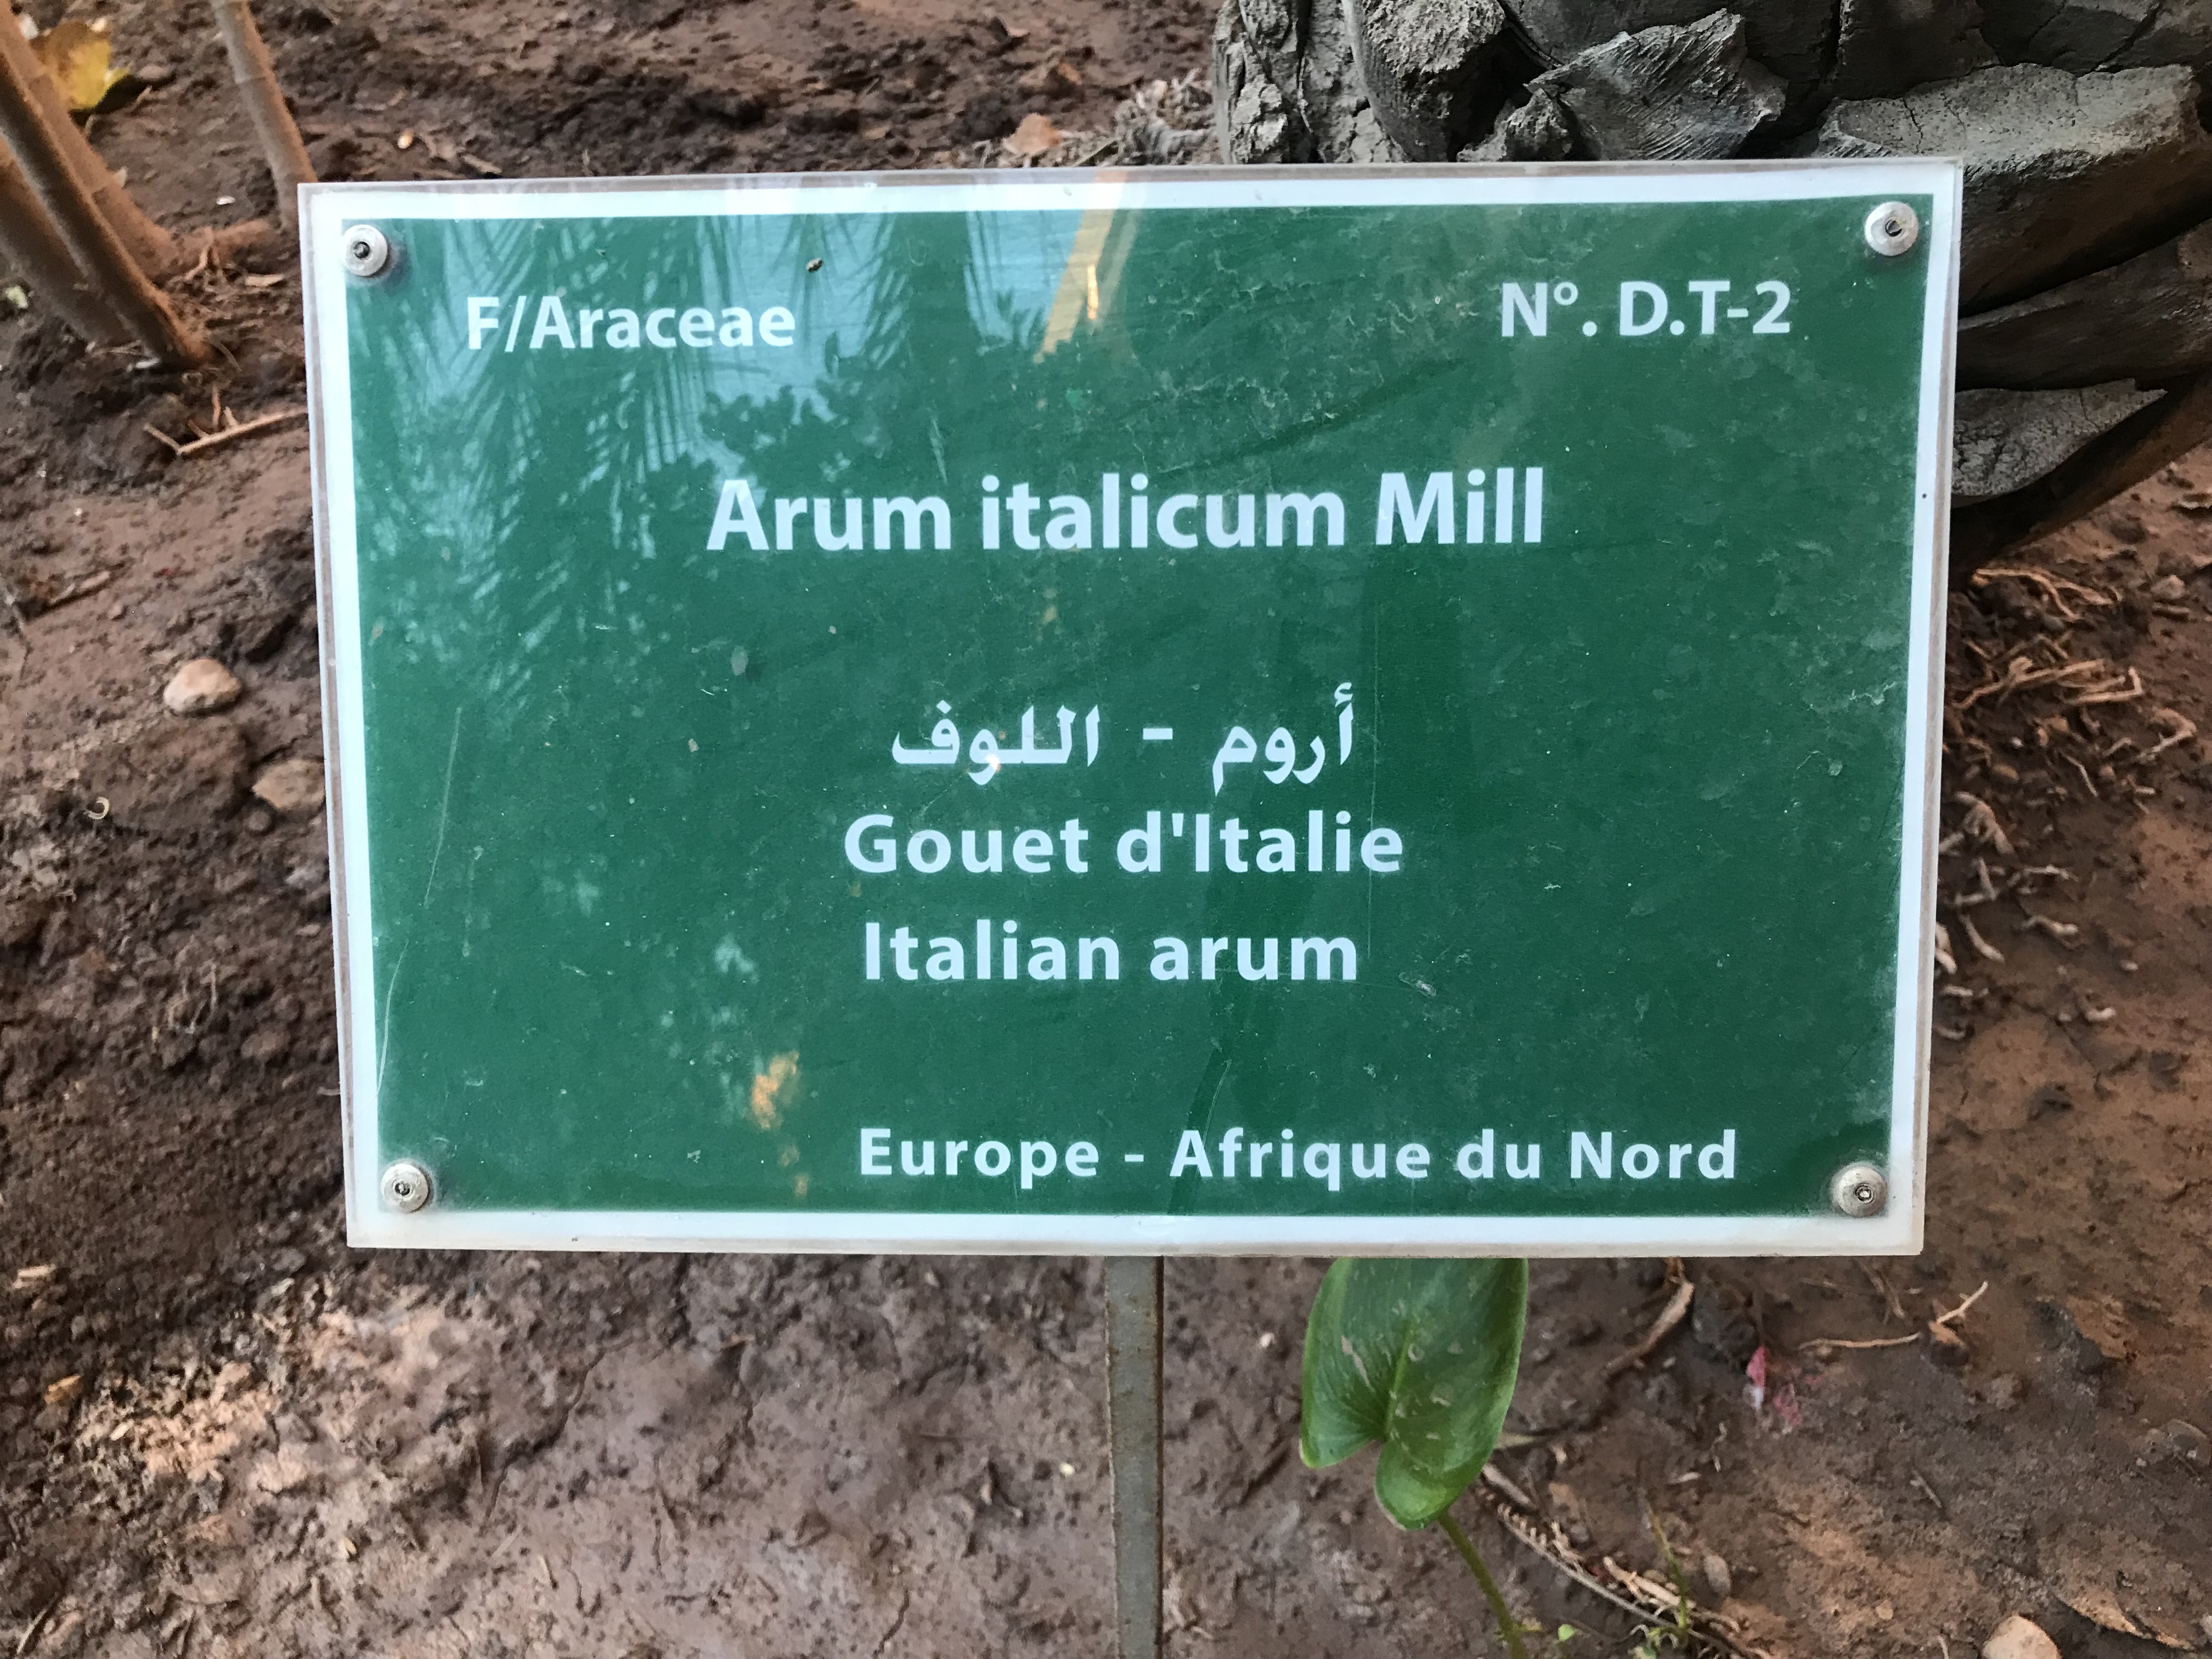 F/Araceae N°. D.T-2
Arum italicum Mill
أروم - اللوف
Gouet d'Italie
Italian arum
Europe - Afrique du Nord